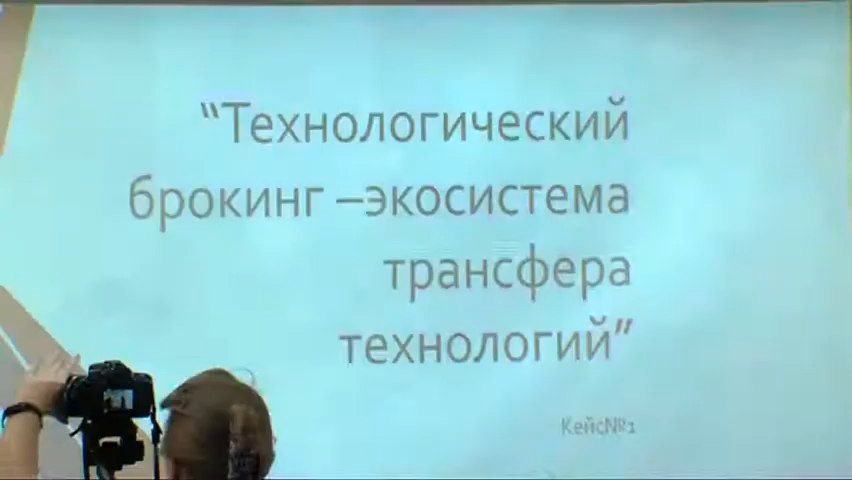 “Технологический
брокинг –экосистема
трансфера
технологий”
Кейс№1